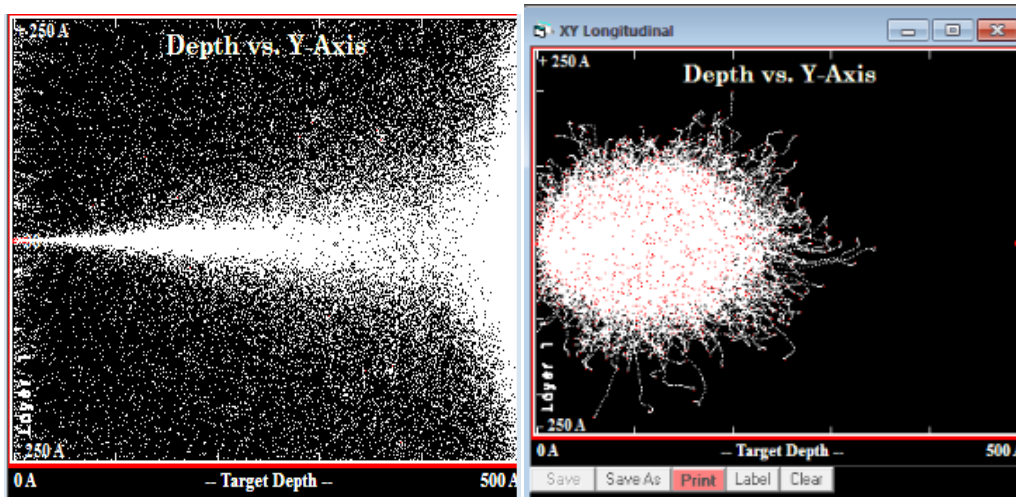 + 250 A
Depth vs. Y-Axis
Layer 1
- 250 A
0 A -- Target Depth -- 500 A
XY Longitudinal
+ 250 A
Depth vs. Y-Axis
Layer 1
- 250 A
0 A -- Target Depth -- 500 A
Save Save As Print Label Clear